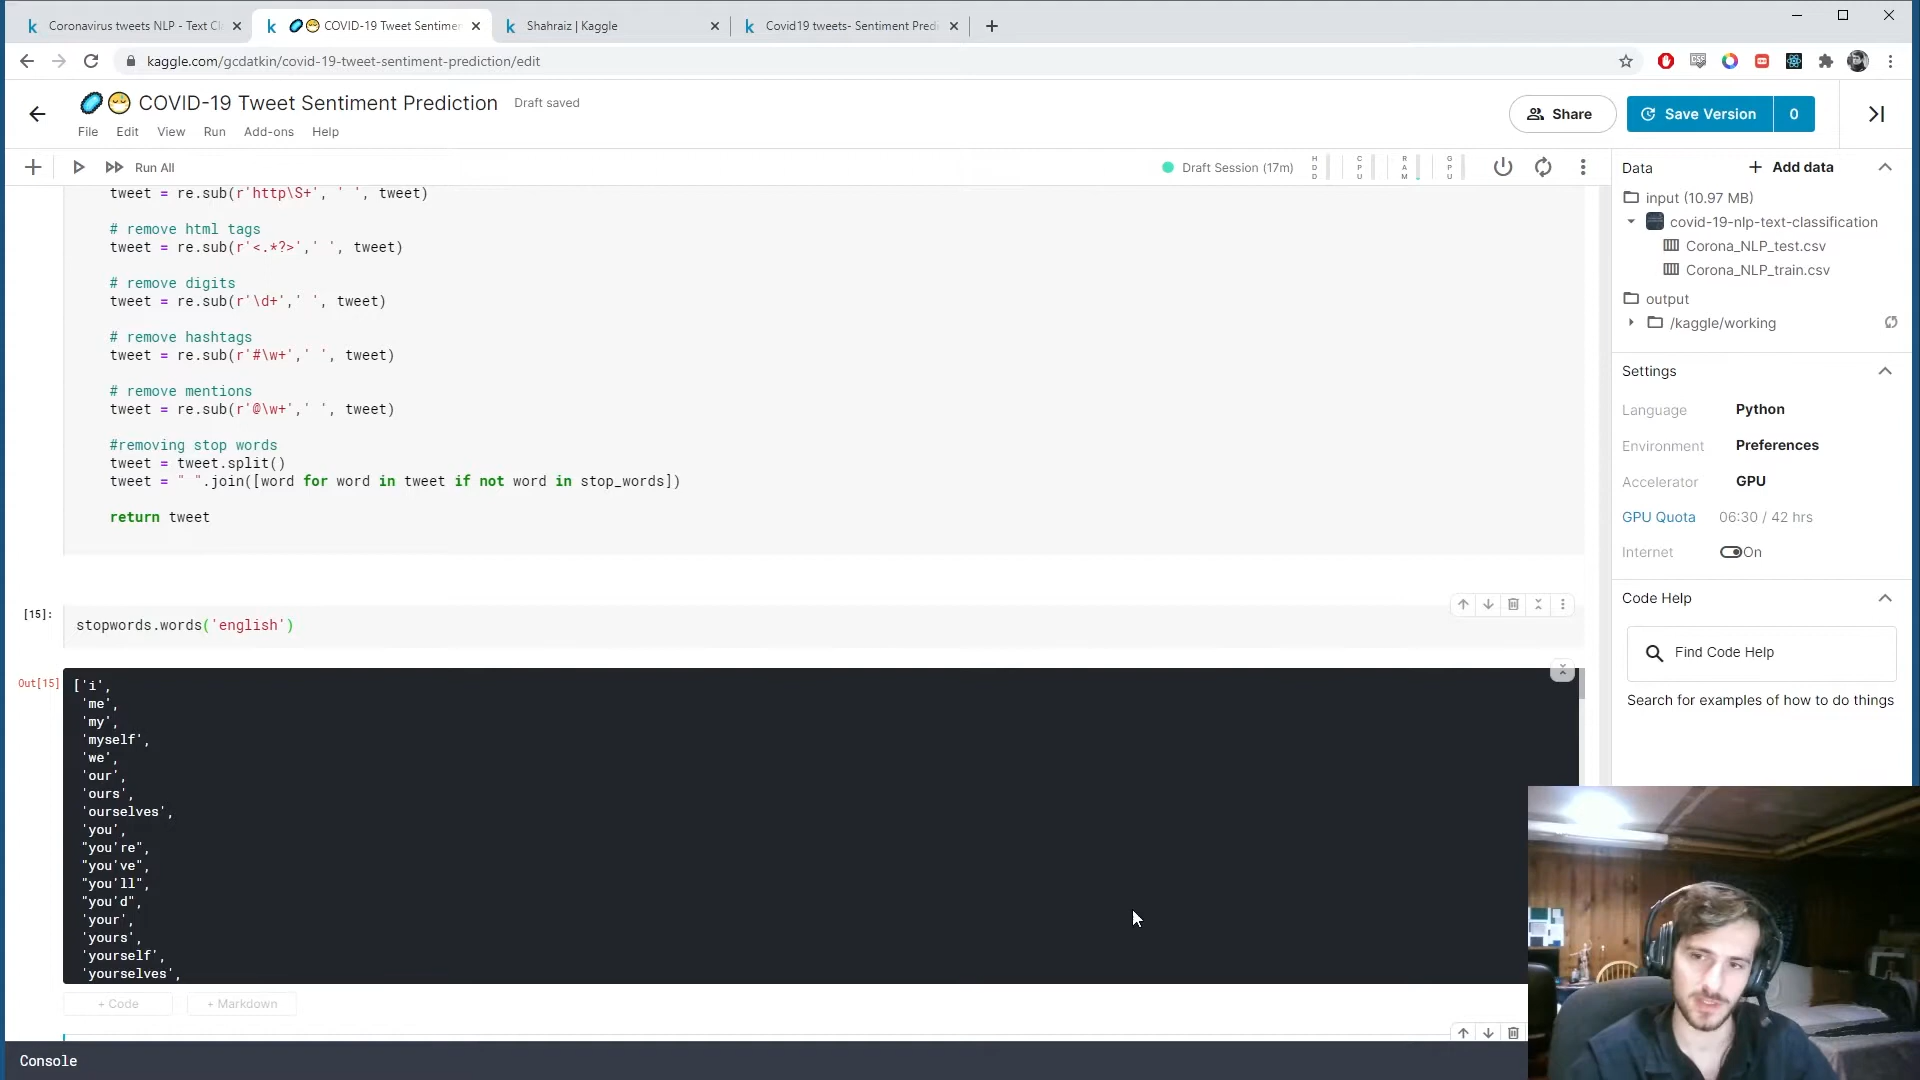 Coronavirus tweets NLP - Text Cl
COVID-19 Tweet Sentimen
Shahraiz | Kaggle
Covid19 tweets- Sentiment Predi
kaggle.com/gcdatkin/covid-19-tweet-sentiment-prediction/edit
COVID-19 Tweet Sentiment Prediction
Draft saved
File
Edit
View
Run
Add-ons
Help
Share
Save Version
0
Run All
Draft Session (17m)
HDD
CPU
RAM
GPU
tweet = re.sub(r'http\S+', ' ', tweet)
# remove html tags
tweet = re.sub(r'<.*?>',' ', tweet)
# remove digits
tweet = re.sub(r'\d+',' ', tweet)
# remove hashtags
tweet = re.sub(r'#\w+',' ', tweet)
# remove mentions
tweet = re.sub(r'@\w+',' ', tweet)
#removing stop words
tweet = tweet.split()
tweet = " ".join([word for word in tweet if not word in stop_words])
return tweet
[15]:
stopwords.words('english')
Out[15]
['i',
'me',
'my',
'myself',
'we',
'our',
'ours',
'ourselves',
'you',
"you're",
"you've",
"you'll",
"you'd",
'your',
'yours',
'yourself',
'yourselves',
+ Code
+ Markdown
Console
Data
Add data
input (10.97 MB)
covid-19-nlp-text-classification
Corona_NLP_test.csv
Corona_NLP_train.csv
output
/kaggle/working
Settings
Language
Python
Environment
Preferences
Accelerator
GPU
GPU Quota
06:30 / 42 hrs
Internet
On
Code Help
Find Code Help
Search for examples of how to do things